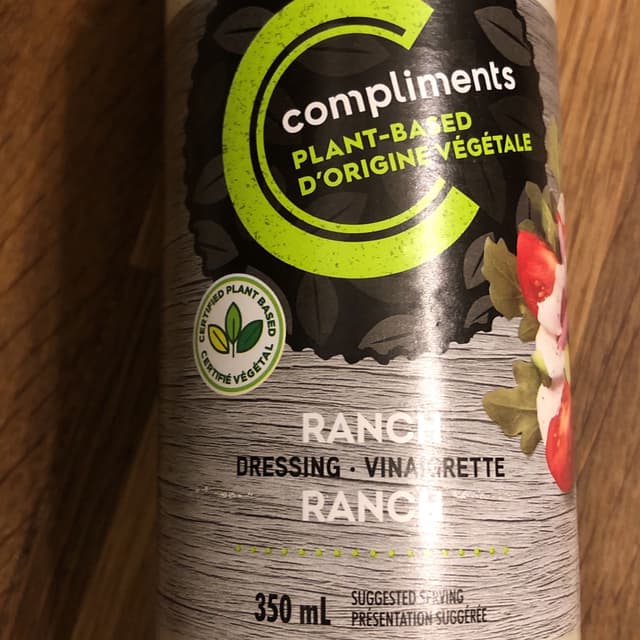 compliments
PLANT-BASED
D'ORIGINE VÉGÉTALE
CERTIFIED PLANT BASED
CERTIFIÉ VÉGÉTAL
RANCH
DRESSING · VINAIGRETTE
RANCH
350 mL
SUGGESTED SERVING
PRÉSENTATION SUGGÉRÉE